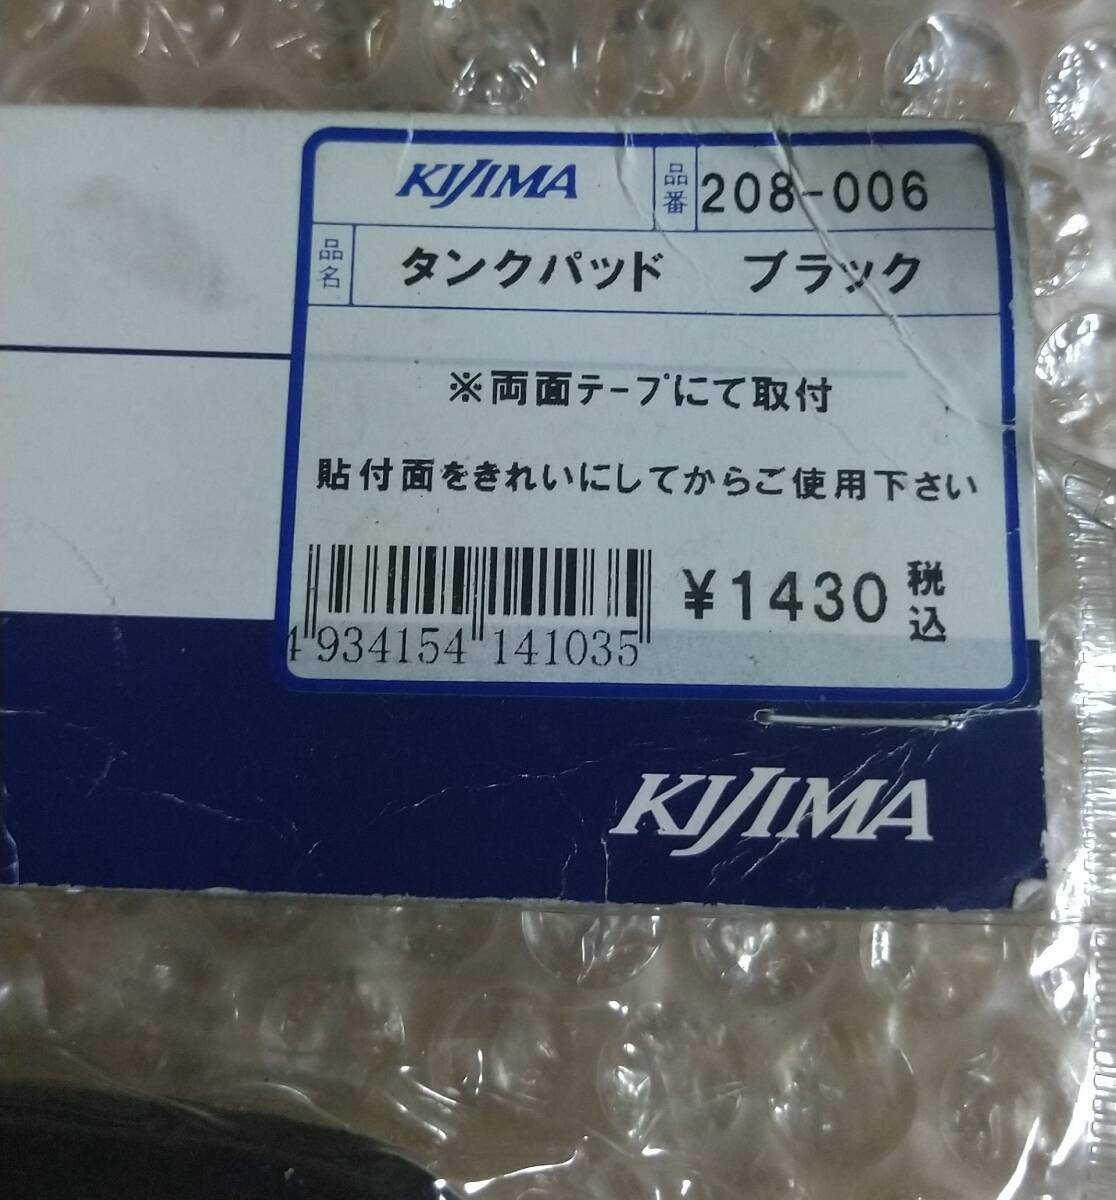 KIJIMA 品番 208-006
品名 タンクパッド ブラック
※両面テープにて取付
貼付面をきれいにしてからご使用下さい
¥1430 税込
4 934154 141035
KIJIMA